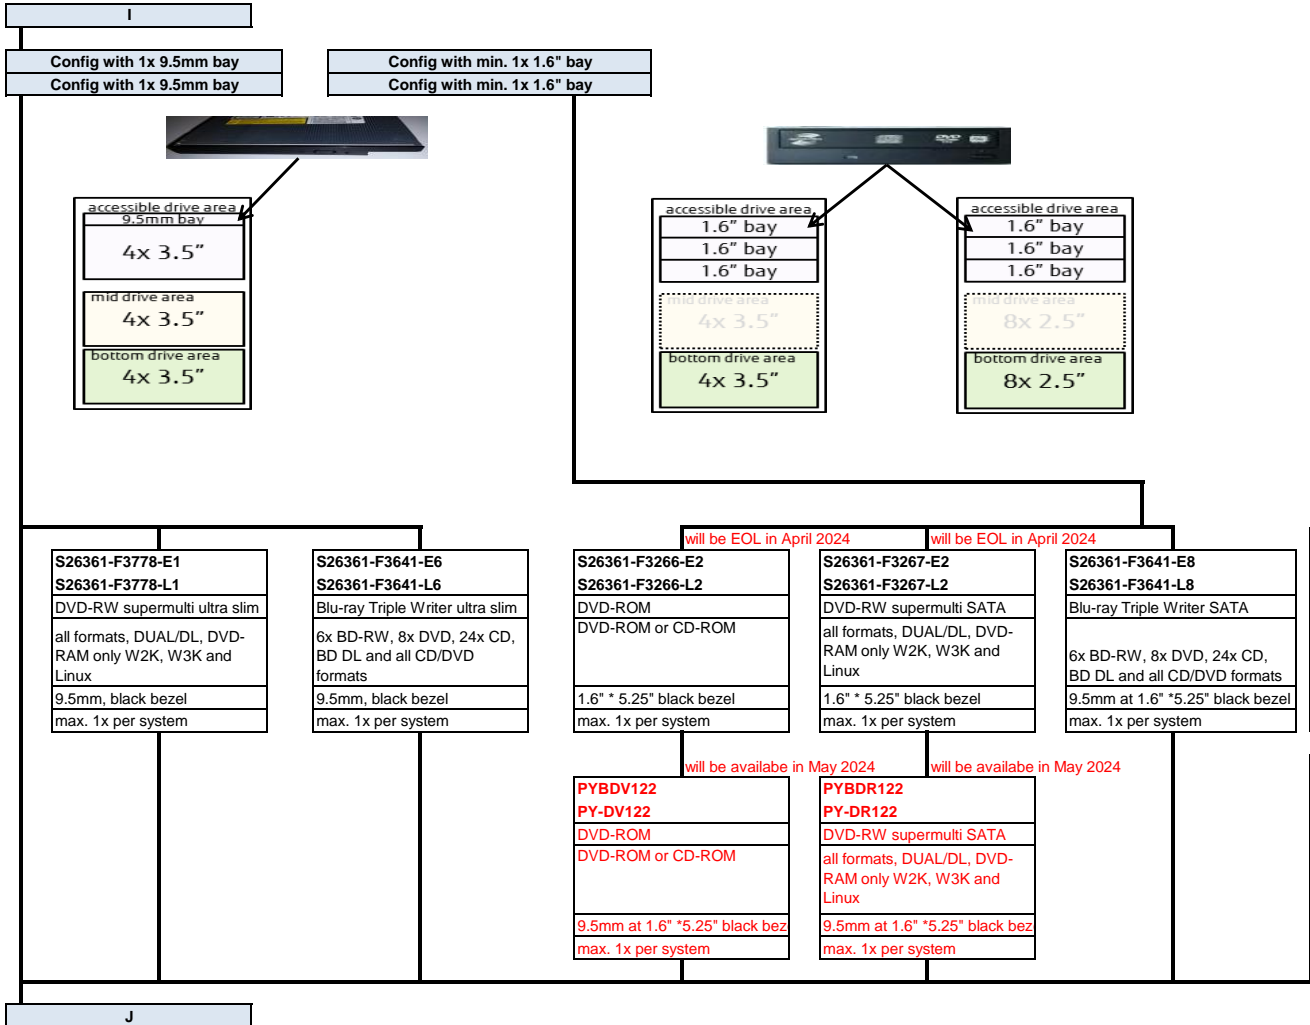 I
Config with 1x 9.5mm bay
Config with 1x 9.5mm bay
Config with min. 1x 1.6" bay
Config with min. 1x 1.6" bay
accessible drive area
9.5mm bay
4x 3.5"
mid drive area
4x 3.5"
bottom drive area
4x 3.5"
accessible drive area
1.6" bay
1.6" bay
1.6" bay
mid drive area
4x 3.5"
bottom drive area
4x 3.5"
accessible drive area
1.6" bay
1.6" bay
1.6" bay
mid drive area
8x 2.5"
bottom drive area
8x 2.5"
S26361-F3778-E1
S26361-F3778-L1
DVD-RW supermulti ultra slim
all formats, DUAL/DL, DVD-
RAM only W2K, W3K and
Linux
9.5mm, black bezel
max. 1x per system
S26361-F3641-E6
S26361-F3641-L6
Blu-ray Triple Writer ultra slim
6x BD-RW, 8x DVD, 24x CD,
BD DL and all CD/DVD
formats
9.5mm, black bezel
max. 1x per system
will be EOL in April 2024
S26361-F3266-E2
S26361-F3266-L2
DVD-ROM
DVD-ROM or CD-ROM
1.6" * 5.25" black bezel
max. 1x per system
will be EOL in April 2024
S26361-F3267-E2
S26361-F3267-L2
DVD-RW supermulti SATA
all formats, DUAL/DL, DVD-
RAM only W2K, W3K and
Linux
1.6" * 5.25" black bezel
max. 1x per system
S26361-F3641-E8
S26361-F3641-L8
Blu-ray Triple Writer SATA
6x BD-RW, 8x DVD, 24x CD,
BD DL and all CD/DVD formats
9.5mm at 1.6" *5.25" black bezel
max. 1x per system
will be availabe in May 2024
PYBDV122
PY-DV122
DVD-ROM
DVD-ROM or CD-ROM
9.5mm at 1.6" *5.25" black bez
max. 1x per system
will be availabe in May 2024
PYBDR122
PY-DR122
DVD-RW supermulti SATA
all formats, DUAL/DL, DVD-
RAM only W2K, W3K and
Linux
9.5mm at 1.6" *5.25" black bez
max. 1x per system
J